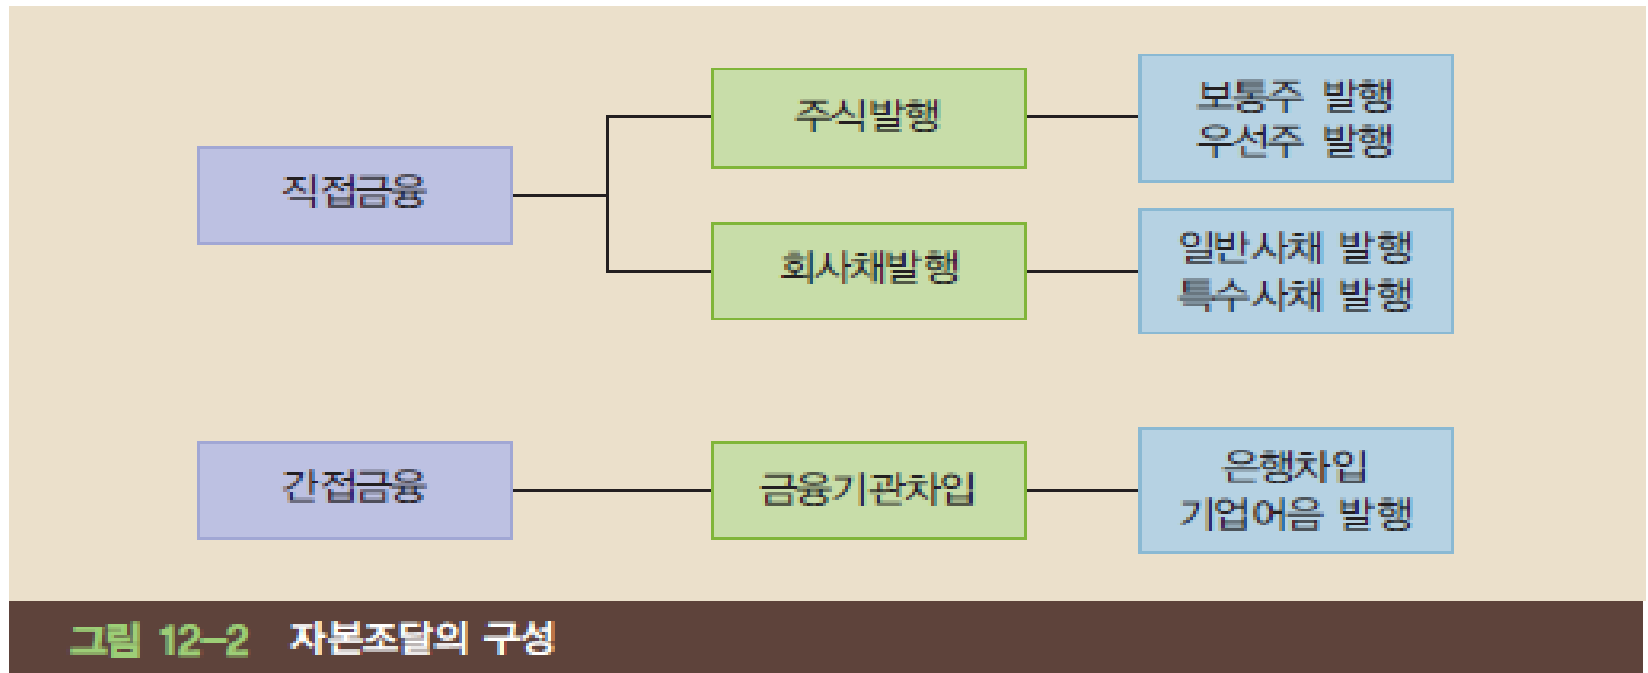 직접금융
주식발행
보통주 발행
우선주 발행
회사채발행
일반사채 발행
특수사채 발행
간접금융
금융기관차입
은행차입
기업어음 발행
그림 12-2 자본조달의 구성